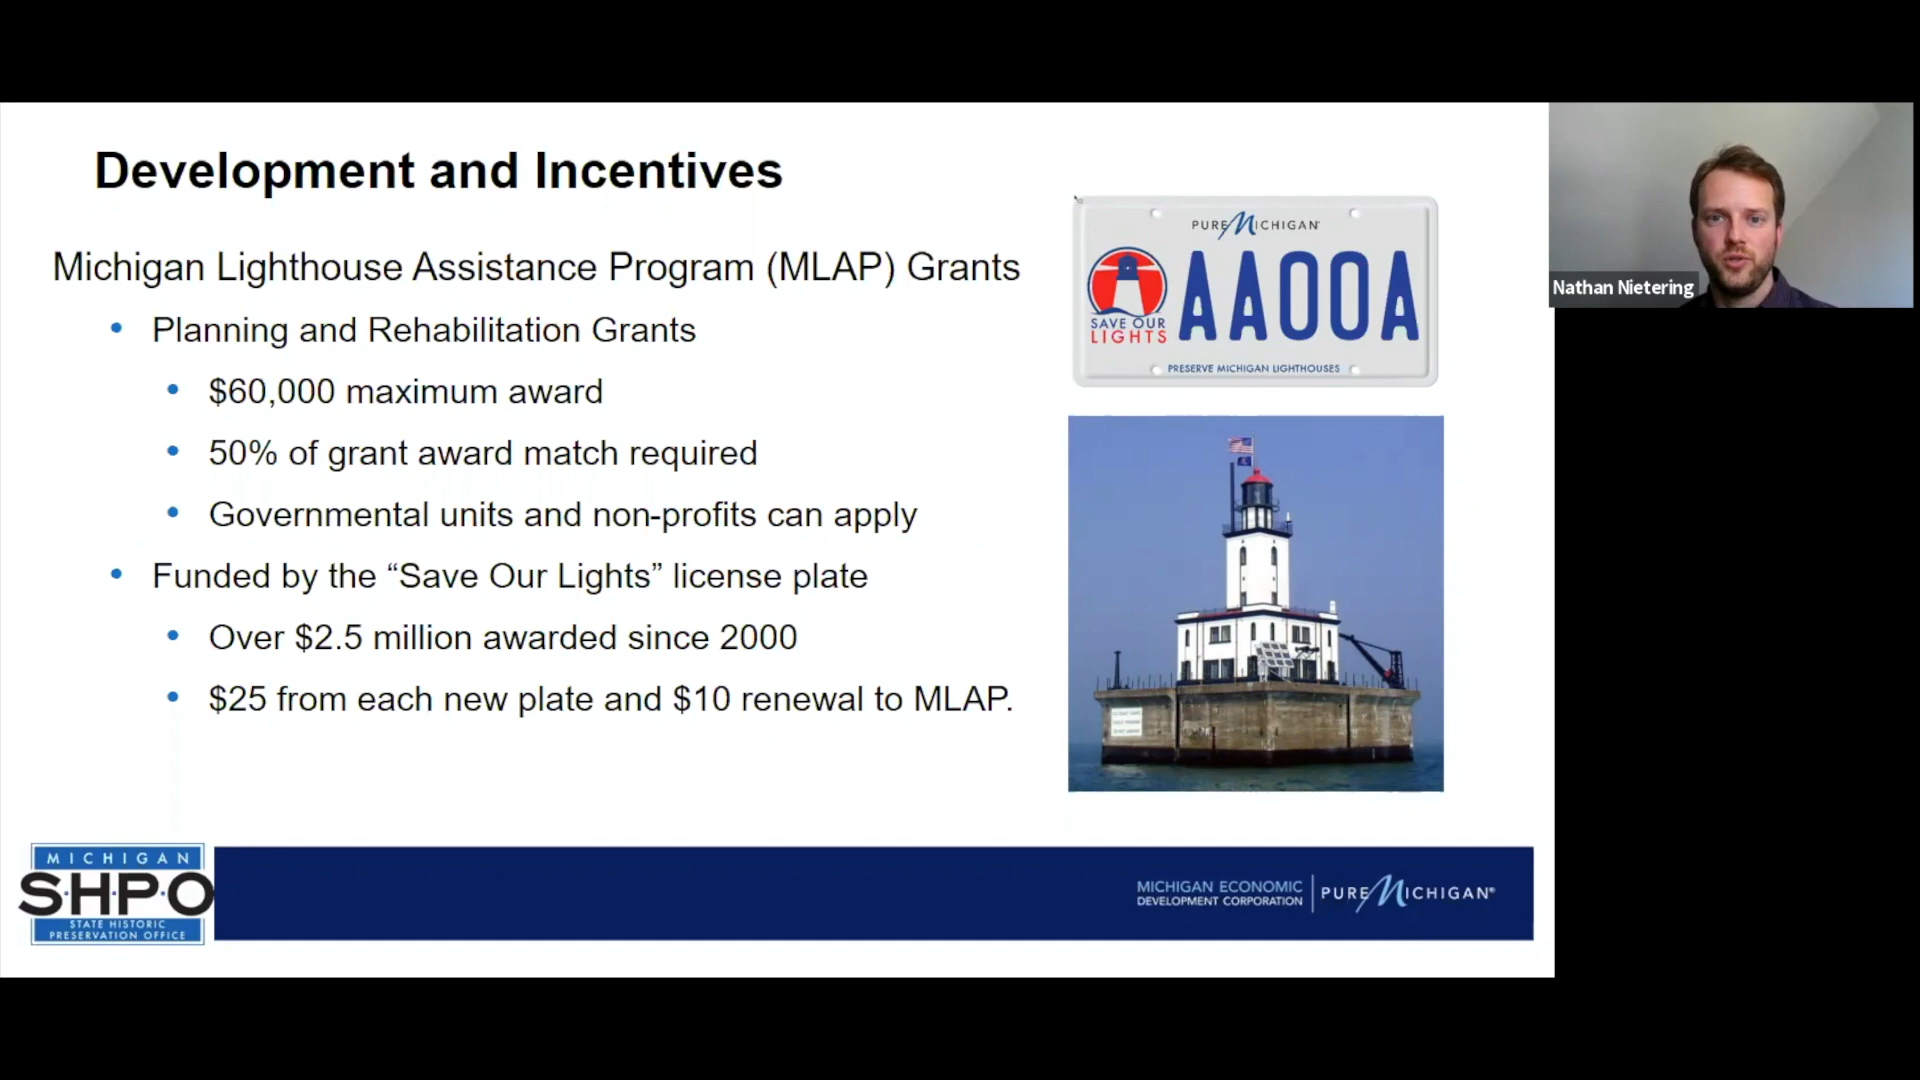 Development and Incentives
Michigan Lighthouse Assistance Program (MLAP) Grants
• Planning and Rehabilitation Grants
• $60,000 maximum award
• 50% of grant award match required
• Governmental units and non-profits can apply
• Funded by the “Save Our Lights” license plate
• Over $2.5 million awarded since 2000
• $25 from each new plate and $10 renewal to MLAP.
PURE MICHIGAN®
SAVE OUR
LIGHTS
AA00A
PRESERVE MICHIGAN LIGHTHOUSES
Nathan Nietering
MICHIGAN
S·H·P·O
STATE HISTORIC
PRESERVATION OFFICE
MICHIGAN ECONOMIC
DEVELOPMENT CORPORATION
PURE MICHIGAN®